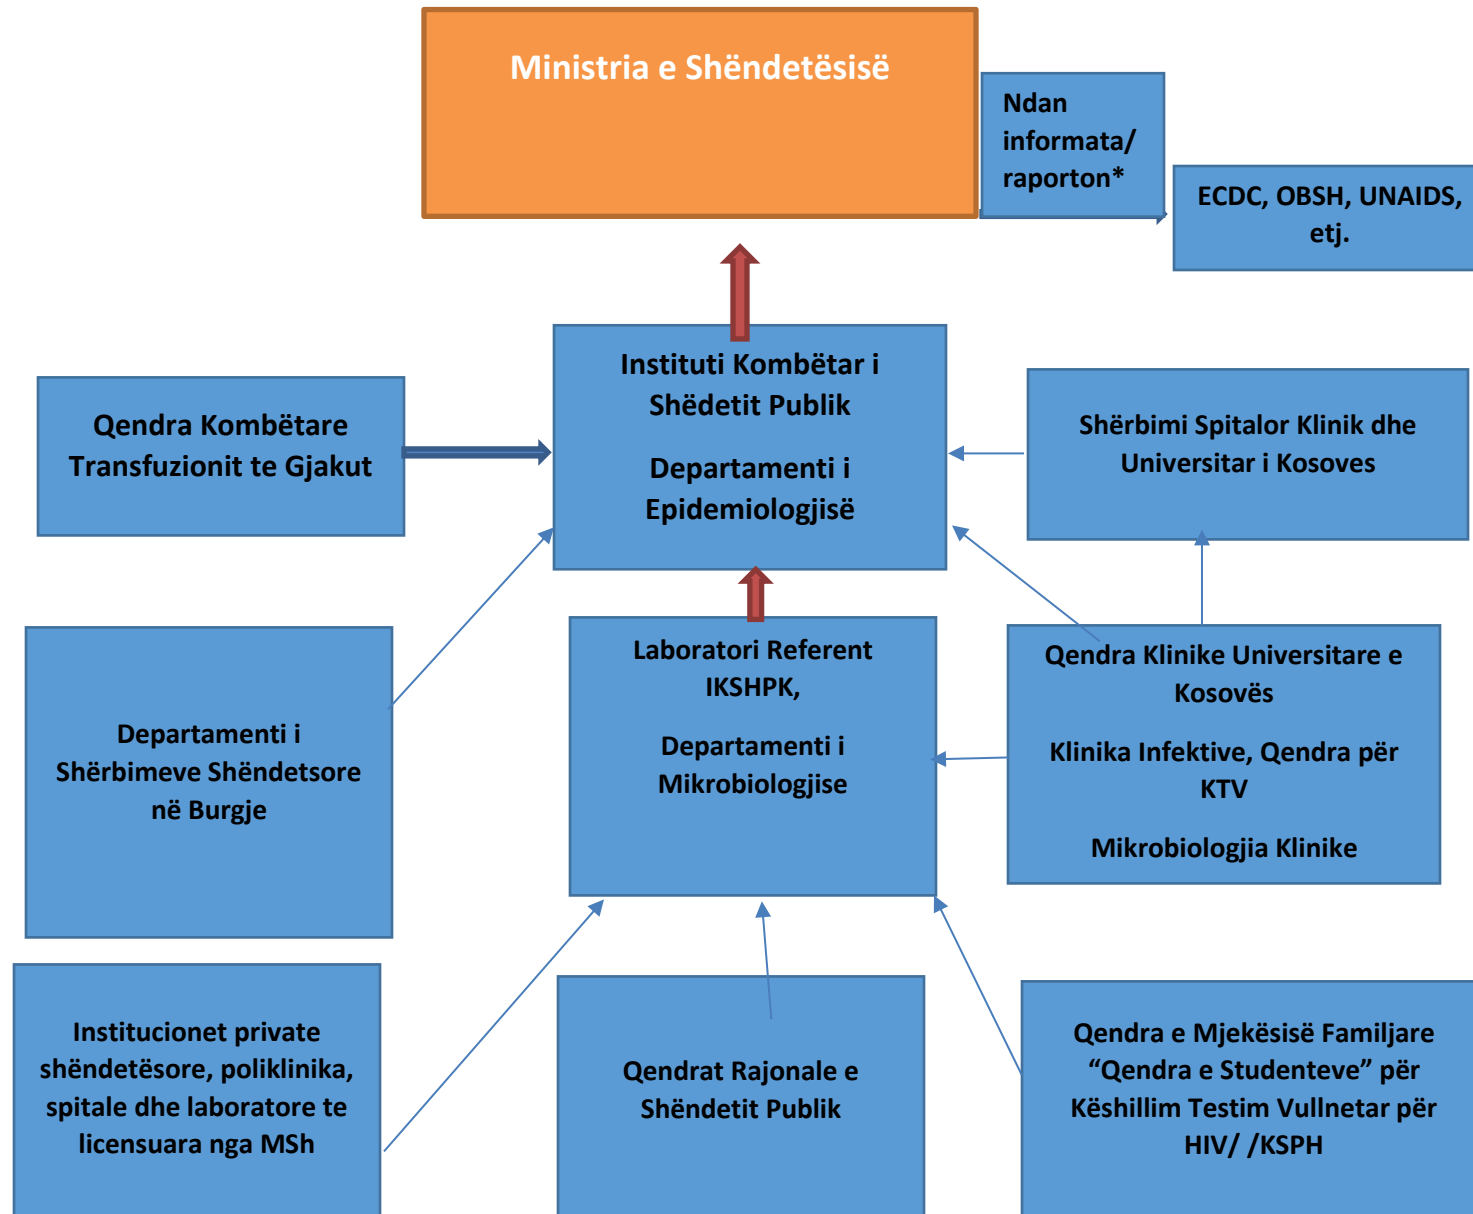 Ministria e Shëndetësisë
Ndan
informata/
raporton*
ECDC, OBSH, UNAIDS,
etj.
Instituti Kombëtar i
Shëdetit Publik
Departamenti i
Epidemiologjisë
Qendra Kombëtare
Transfuzionit te Gjakut
Shërbimi Spitalor Klinik dhe
Universitar i Kosoves
Departamenti i
Shërbimeve Shëndetsore
në Burgje
Laboratori Referent
IKSHPK,
Departamenti i
Mikrobiologjise
Qendra Klinike Universitare e
Kosovës
Klinika Infektive, Qendra për
KTV
Mikrobiologjia Klinike
Institucionet private
shëndetësore, poliklinika,
spitale dhe laboratore te
licensuara nga MSh
Qendrat Rajonale e
Shëndetit Publik
Qendra e Mjekësisë Familjare
“Qendra e Studenteve” për
Këshillim Testim Vullnetar për
HIV/ /KSPH